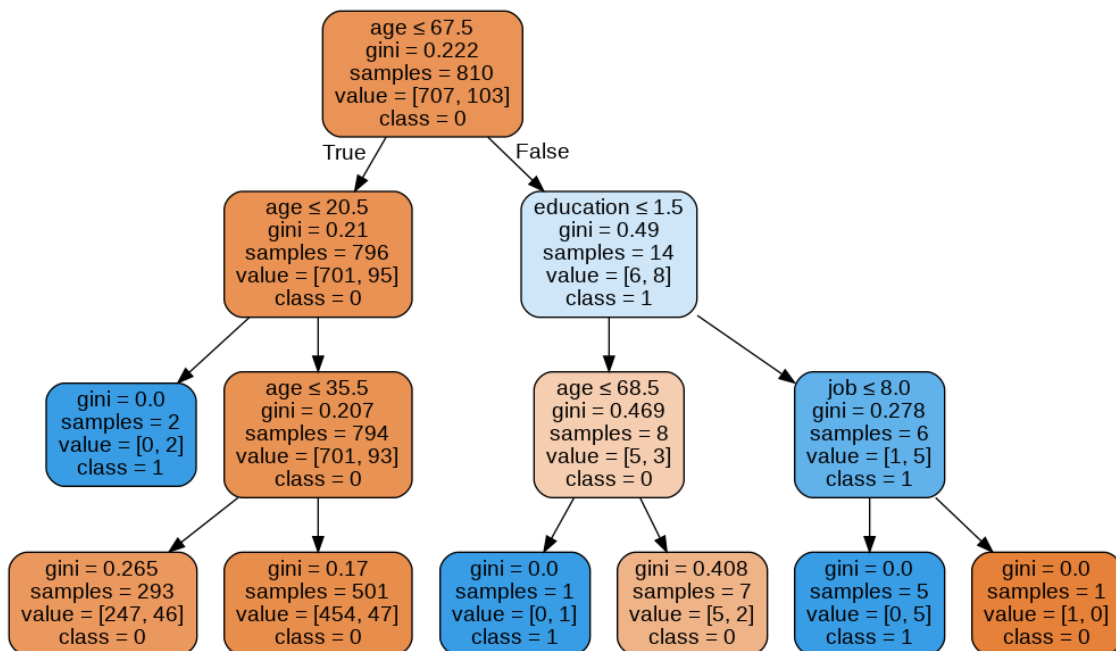 age ≤ 67.5
gini = 0.222
samples = 810
value = [707, 103]
class = 0
True
False
age ≤ 20.5
gini = 0.21
samples = 796
value = [701, 95]
class = 0
education ≤ 1.5
gini = 0.49
samples = 14
value = [6, 8]
class = 1
gini = 0.0
samples = 2
value = [0, 2]
class = 1
age ≤ 35.5
gini = 0.207
samples = 794
value = [701, 93]
class = 0
age ≤ 68.5
gini = 0.469
samples = 8
value = [5, 3]
class = 0
job ≤ 8.0
gini = 0.278
samples = 6
value = [1, 5]
class = 1
gini = 0.265
samples = 293
value = [247, 46]
class = 0
gini = 0.17
samples = 501
value = [454, 47]
class = 0
gini = 0.0
samples = 1
value = [0, 1]
class = 1
gini = 0.408
samples = 7
value = [5, 2]
class = 0
gini = 0.0
samples = 5
value = [0, 5]
class = 1
gini = 0.0
samples = 1
value = [1, 0]
class = 0